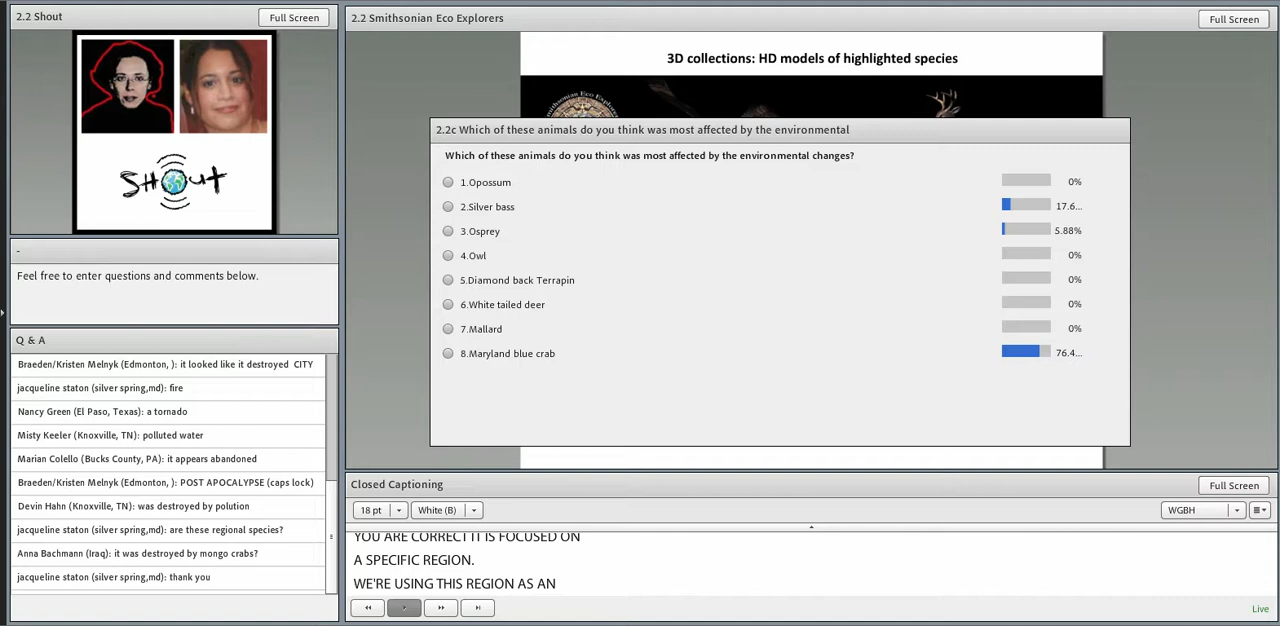 2.2 Shout
Full Screen
SHOUT
-
Feel free to enter questions and comments below.
Q & A
Braeden/Kristen Melnyk (Edmonton, ): it looked like it destroyed CITY
jacqueline staton (silver spring,md): fire
Nancy Green (El Paso, Texas): a tornado
Misty Keeler (Knoxville, TN): polluted water
Marian Colello (Bucks County, PA): it appears abandoned
Braeden/Kristen Melnyk (Edmonton, ): POST APOCALYPSE (caps lock)
Devin Hahn (Knoxville, TN): was destroyed by polution
jacqueline staton (silver spring,md): are these regional species?
Anna Bachmann (Iraq): it was destroyed by mongo crabs?
jacqueline staton (silver spring,md): thank you
2.2 Smithsonian Eco Explorers
Full Screen
3D collections: HD models of highlighted species
2.2c Which of these animals do you think was most affected by the environmental
Which of these animals do you think was most affected by the environmental changes?
1.Opossum 0%
2.Silver bass 17.6...
3.Osprey 5.88%
4.Owl 0%
5.Diamond back Terrapin 0%
6.White tailed deer 0%
7.Mallard 0%
8.Maryland blue crab 76.4...
Closed Captioning
Full Screen
18 pt White (B) WGBH
YOU ARE CORRECT IT IS FOCUSED ON
A SPECIFIC REGION.
WE'RE USING THIS REGION AS AN
Live